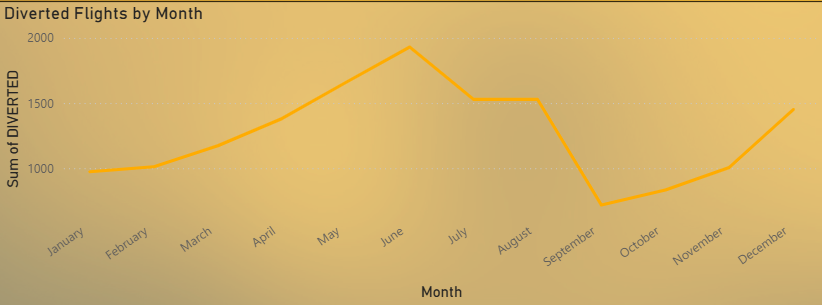 Diverted Flights by Month
2000
1500
1000
Sum of DIVERTED
January
February
March
April
May
June
July
August
September
October
November
December
Month